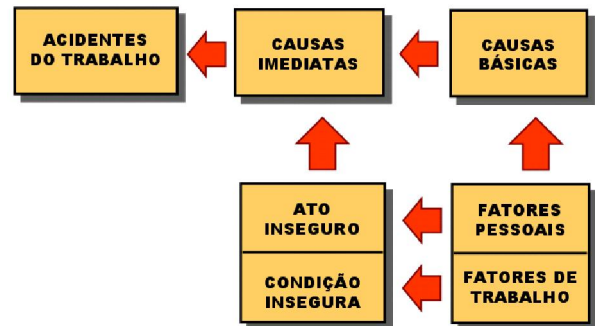 ACIDENTES
DO TRABALHO
CAUSAS
IMEDIATAS
CAUSAS
BÁSICAS
ATO
INSEGURO
CONDIÇÃO
INSEGURA
FATORES
PESSOAIS
FATORES DE
TRABALHO